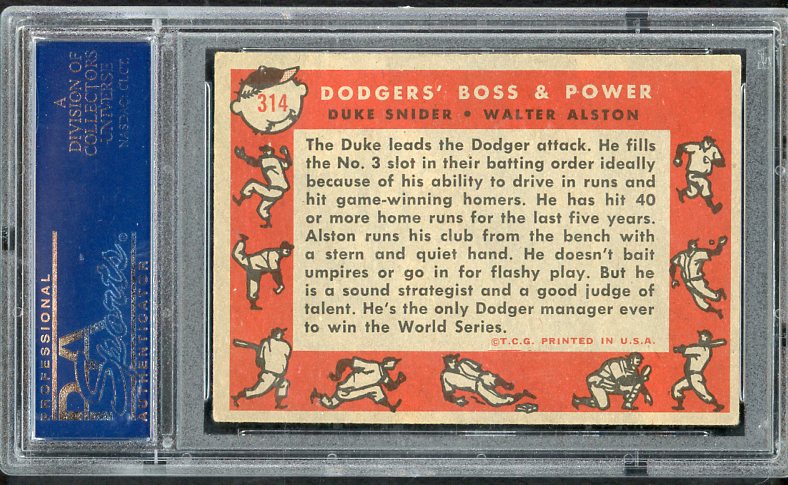 A
DIVISION OF
COLLECTORS
UNIVERSE
NASDAQ: CLCT
PROFESSIONAL
PSA
Sports
AUTHENTICATOR
314
DODGERS' BOSS & POWER
DUKE SNIDER • WALTER ALSTON
The Duke leads the Dodger attack. He fills
the No. 3 slot in their batting order ideally
because of his ability to drive in runs and
hit game-winning homers. He has hit 40
or more home runs for the last five years.
Alston runs his club from the bench with
a stern and quiet hand. He doesn't bait
umpires or go in for flashy play. But he
is a sound strategist and a good judge of
talent. He's the only Dodger manager ever
to win the World Series.
©T.C.G. PRINTED IN U.S.A.